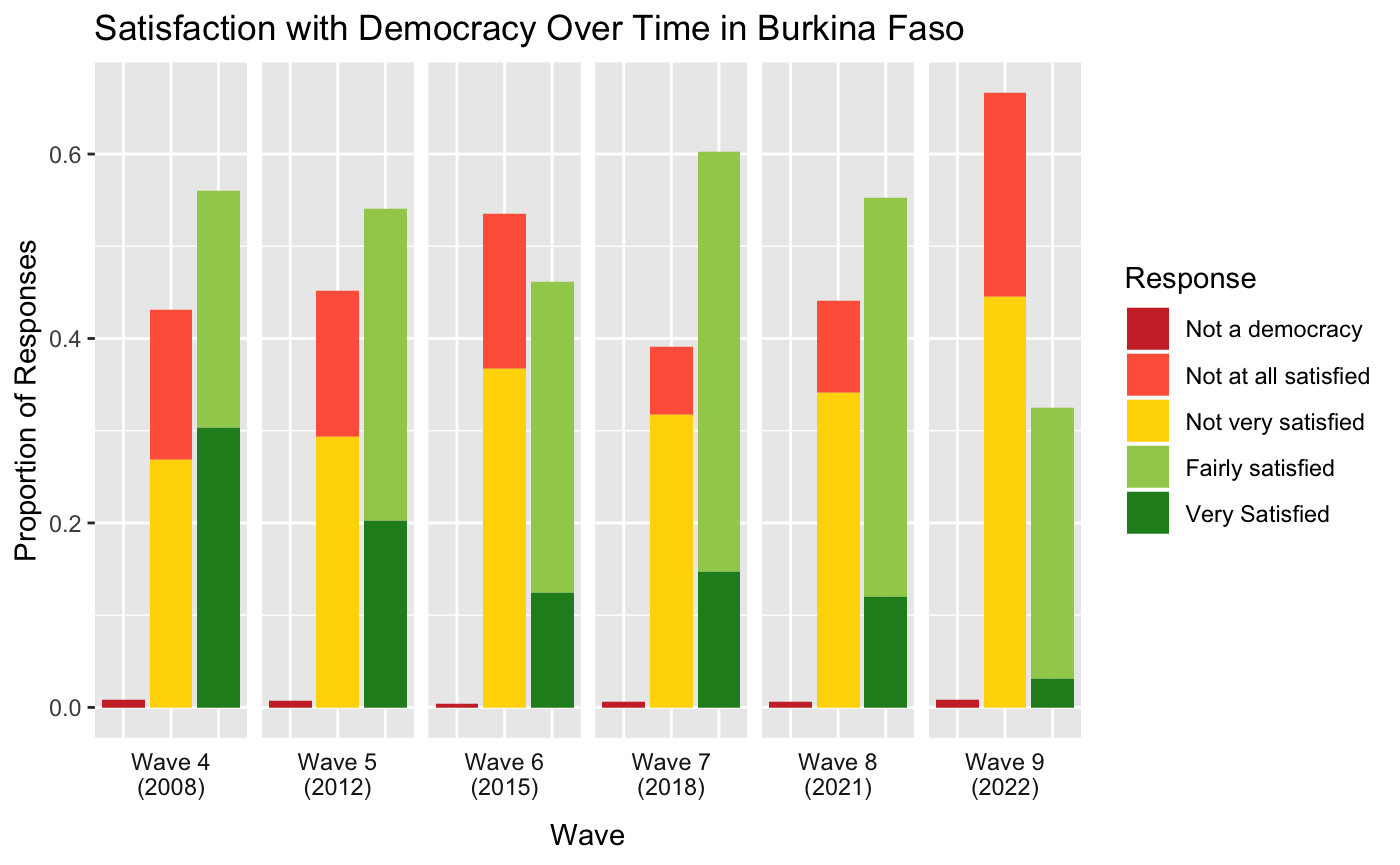 Satisfaction with Democracy Over Time in Burkina Faso
Proportion of Responses
0.6
0.4
0.2
0.0
Wave 4
(2008)
Wave 5
(2012)
Wave 6
(2015)
Wave 7
(2018)
Wave 8
(2021)
Wave 9
(2022)
Wave
Response
Not a democracy
Not at all satisfied
Not very satisfied
Fairly satisfied
Very Satisfied